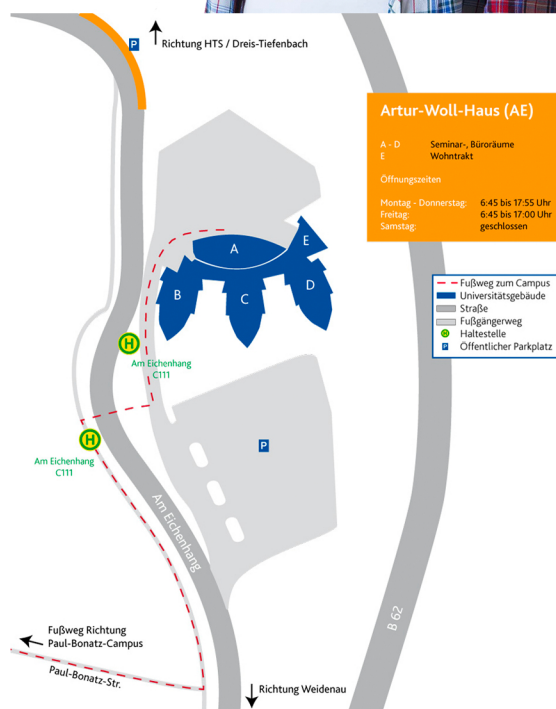 P
Richtung HTS / Dreis-Tiefenbach
Artur-Woll-Haus (AE)
A - D Seminar-, Büroräume
E Wohntrakt
Öffnungszeiten
Montag - Donnerstag: 6:45 bis 17:55 Uhr
Freitag: 6:45 bis 17:00 Uhr
Samstag: geschlossen
A
E
B
C
D
Fußweg zum Campus
Universitätsgebäude
Straße
Fußgängerweg
H Haltestelle
P Öffentlicher Parkplatz
H
Am Eichenhang
C111
H
Am Eichenhang
C111
P
Am Eichenhang
B 62
Fußweg Richtung
Paul-Bonatz-Campus
Paul-Bonatz-Str.
Richtung Weidenau